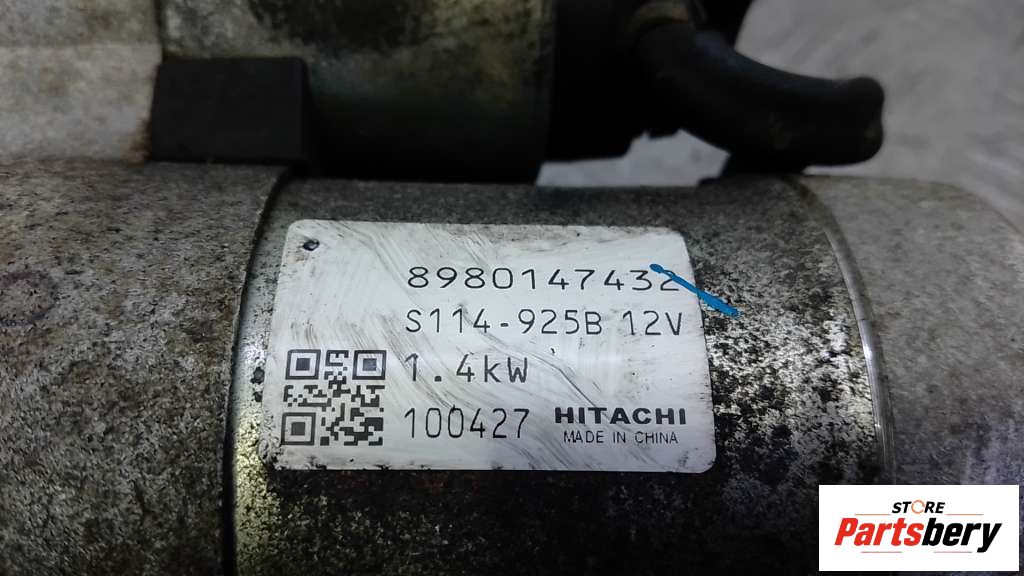 8980147432
S114-925B 12V
1.4kW
100427 HITACHI
MADE IN CHINA
STORE
Partsbery